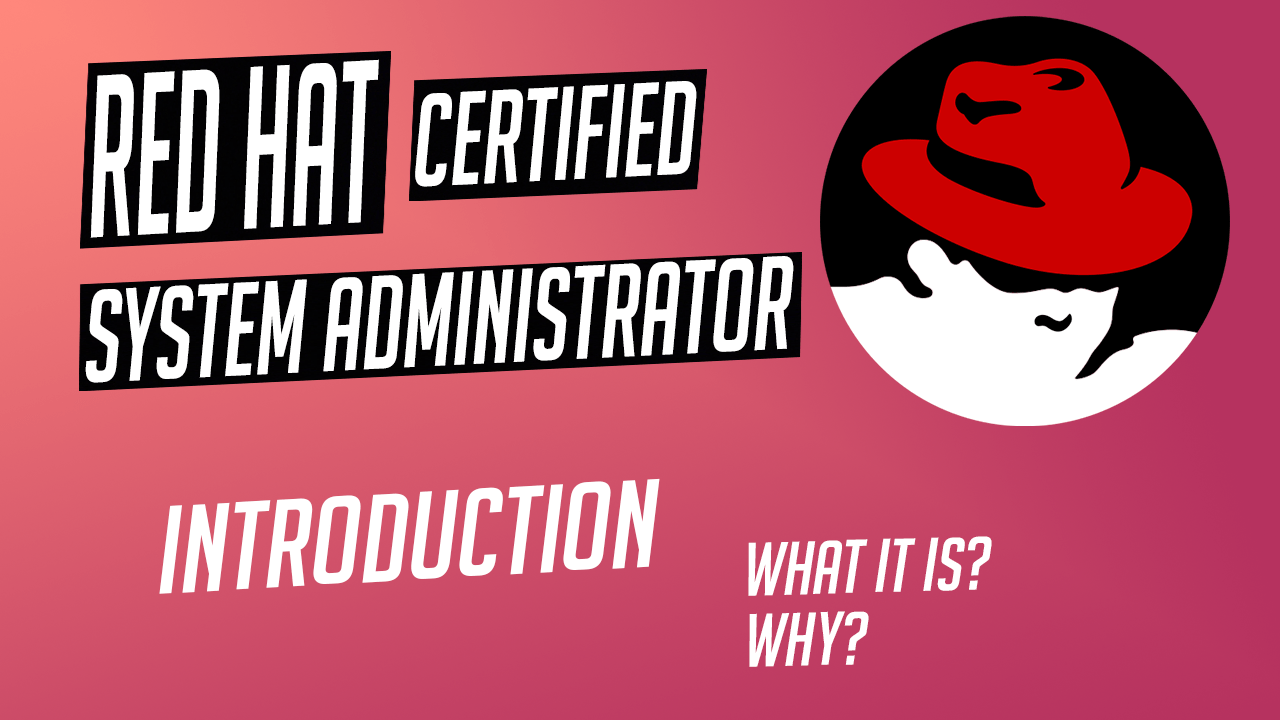 RED HAT CERTIFIED
SYSTEM ADMINISTRATOR
INTRODUCTION
WHAT IT IS?
WHY?